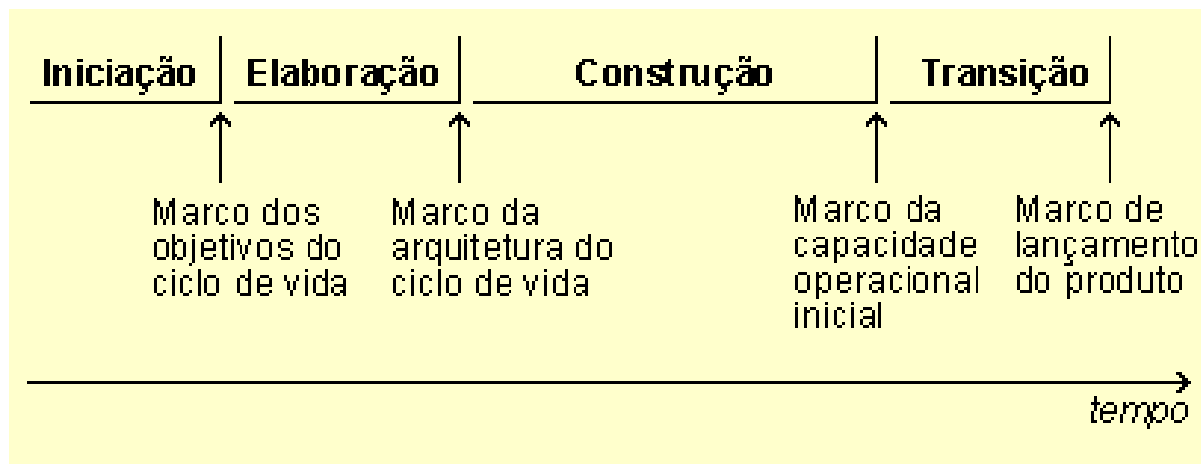 Iniciação Elaboração Construção Transição
Marco dos
objetivos do
ciclo de vida
Marco da
arquitetura do
ciclo de vida
Marco da
capacidade
operacional
inicial
Marco de
lançamento
do produto
tempo